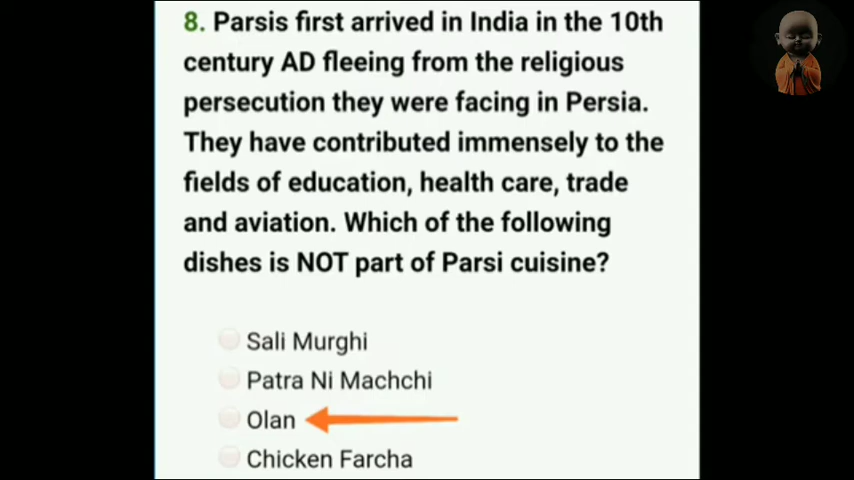 8. Parsis first arrived in India in the 10th
century AD fleeing from the religious
persecution they were facing in Persia.
They have contributed immensely to the
fields of education, health care, trade
and aviation. Which of the following
dishes is NOT part of Parsi cuisine?
Sali Murghi
Patra Ni Machchi
Olan
Chicken Farcha